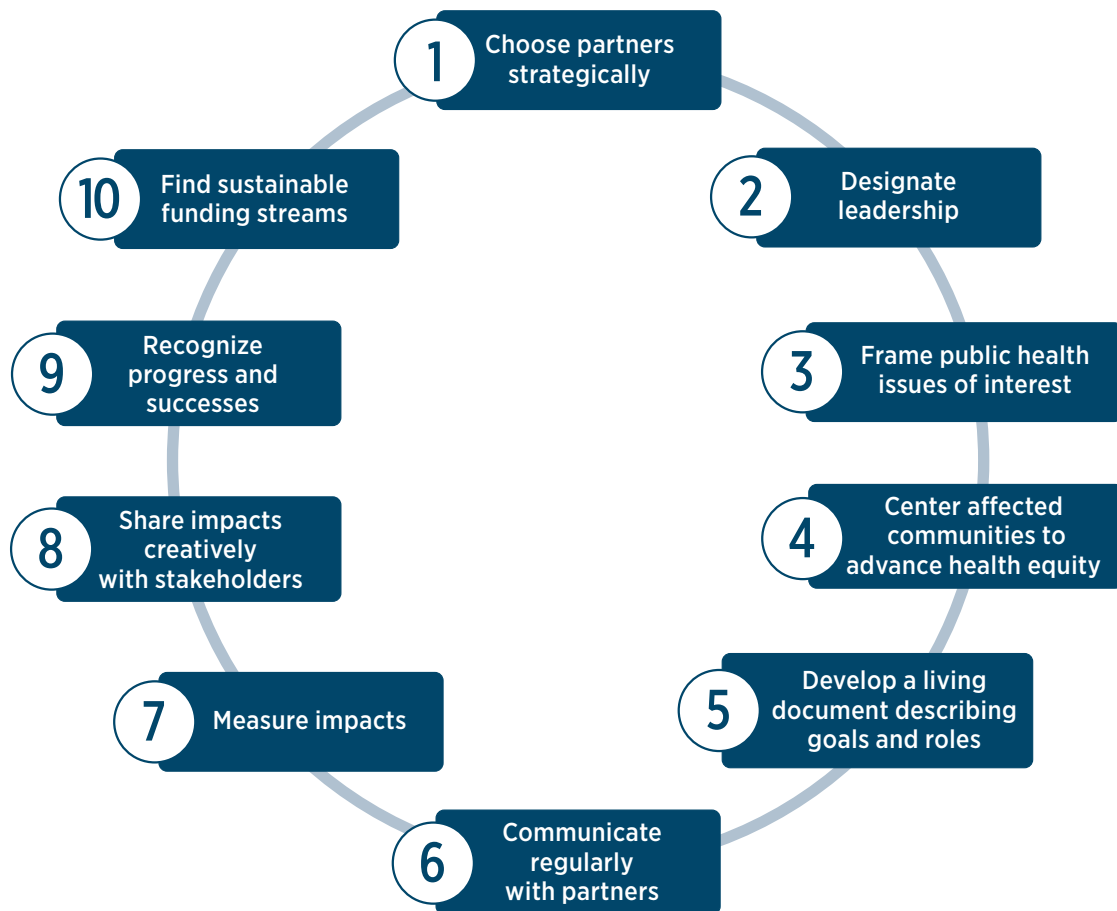 1
Choose partners
strategically
2
Designate
leadership
3
Frame public health
issues of interest
4
Center affected
communities to
advance health equity
5
Develop a living
document describing
goals and roles
6
Communicate
regularly
with partners
7
Measure impacts
8
Share impacts
creatively
with stakeholders
9
Recognize
progress and
successes
10
Find sustainable
funding streams